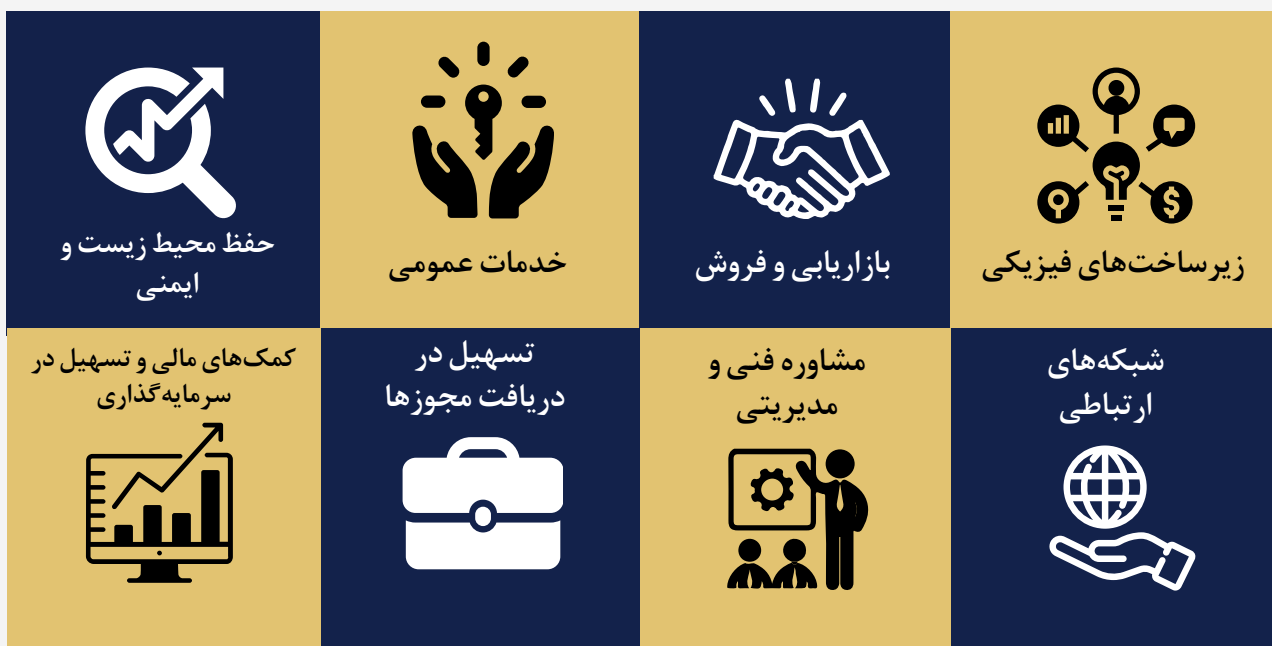 زیرساخت‌های فیزیکی
بازاریابی و فروش
خدمات عمومی
حفظ محیط زیست و
ایمنی
شبکه‌های
ارتباطی
مشاوره فنی و
مدیریتی
تسهیل در
دریافت مجوزها
کمک‌های مالی و تسهیل در
سرمایه‌گذاری